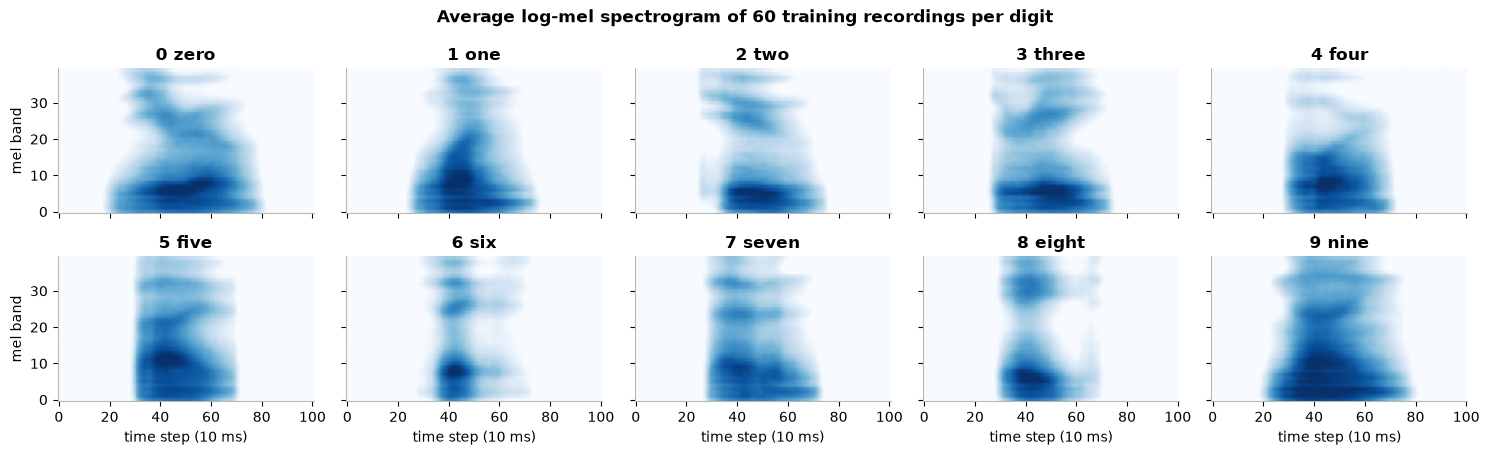 Average log-mel spectrogram of 60 training recordings per digit
0 zero
1 one
2 two
3 three
4 four
mel band
30
20
10
0
5 five
6 six
7 seven
8 eight
9 nine
mel band
30
20
10
0
0 20 40 60 80 100
0 20 40 60 80 100
0 20 40 60 80 100
0 20 40 60 80 100
0 20 40 60 80 100
time step (10 ms)
time step (10 ms)
time step (10 ms)
time step (10 ms)
time step (10 ms)